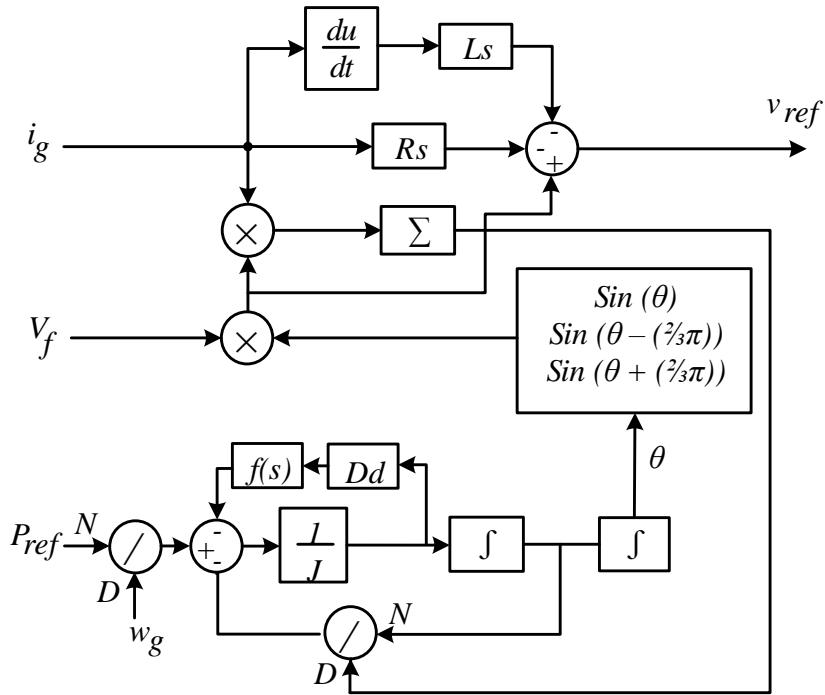 du
dt
Ls
v ref
i g
Rs
- - +
× Σ
V f
×
Sin (θ)
Sin (θ – (⅔π))
Sin (θ + (⅔π))
θ
f(s) Dd
P ref N / + - - 1 ∫ ∫
J
D
w g
/ N
D